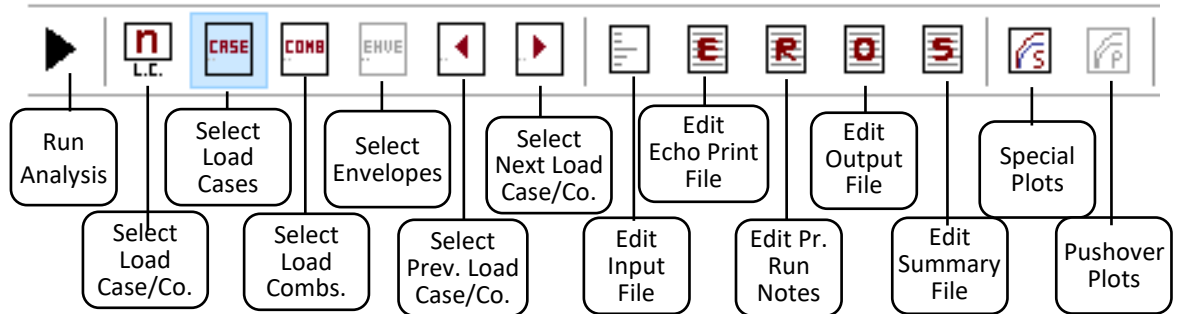 n
L.C.
CASE
COMB
ENVE
E
R
O
S
S
P
Run
Analysis
Select
Load
Cases
Select
Envelopes
Select
Next Load
Case/Co.
Edit
Echo Print
File
Edit
Output
File
Special
Plots
Select
Load
Case/Co.
Select
Load
Combs.
Select
Prev. Load
Case/Co.
Edit
Input
File
Edit Pr.
Run
Notes
Edit
Summary
File
Pushover
Plots